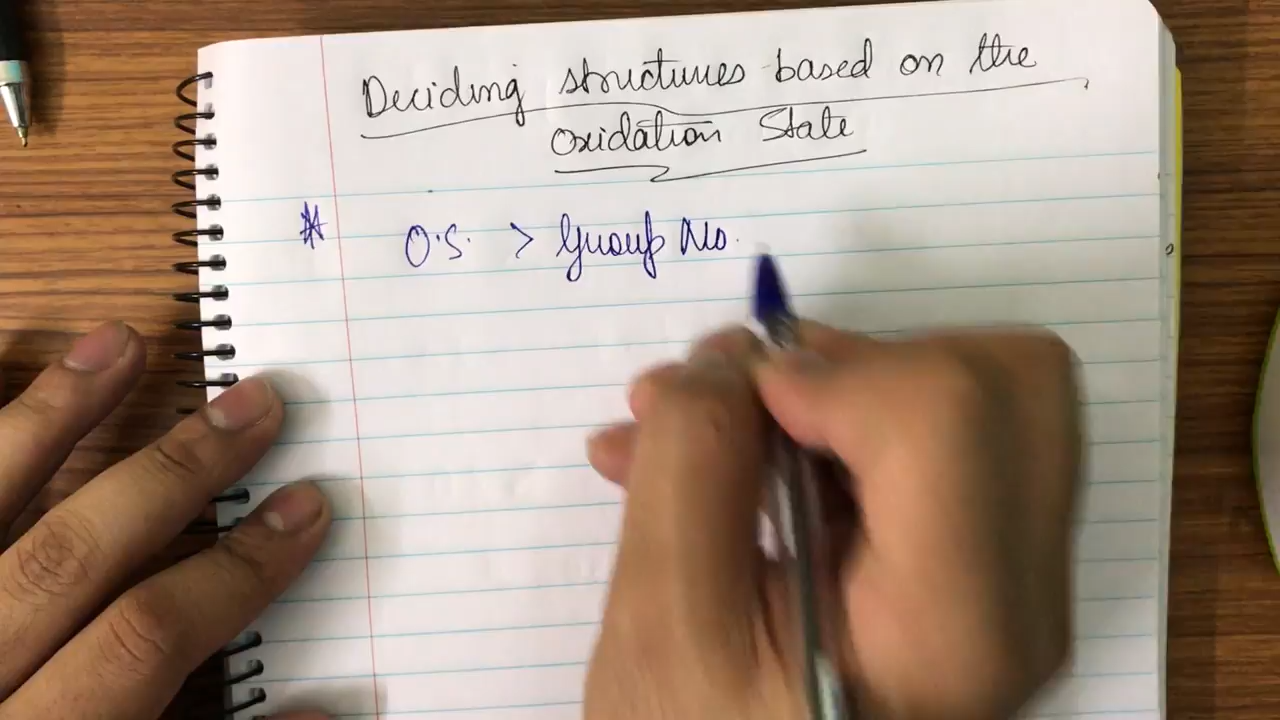 Deciding structures based on the
Oxidation State
* O.S. > Group No.